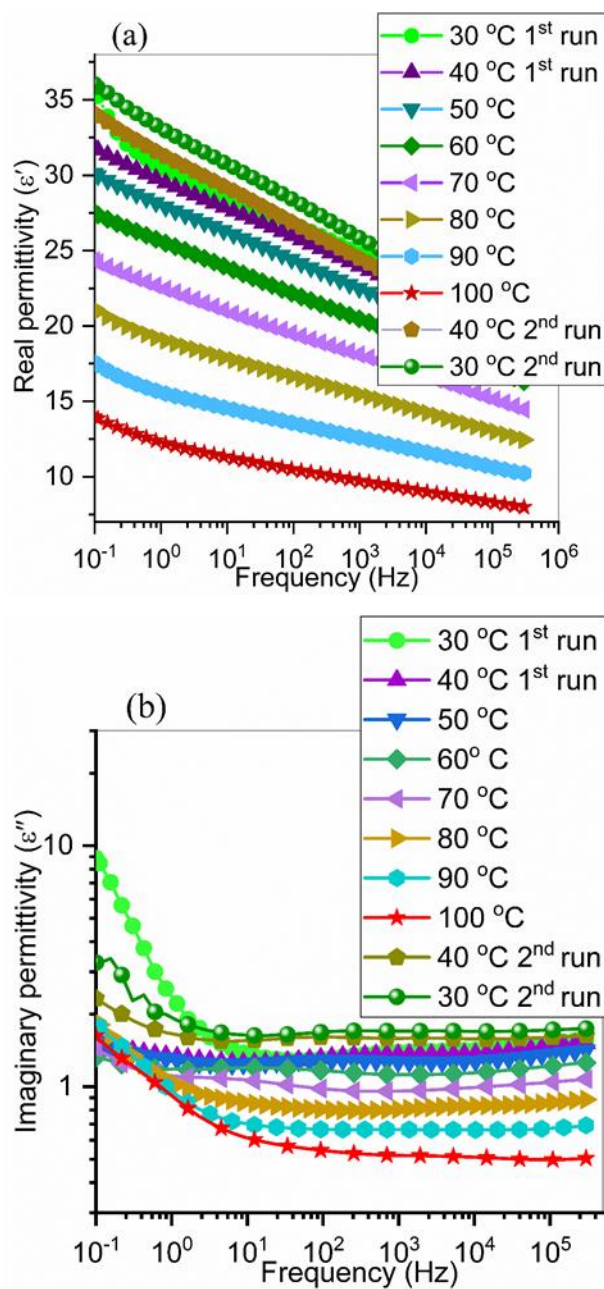 (a)
30 °C 1st run
40 °C 1st run
50 °C
60 °C
70 °C
80 °C
90 °C
100 °C
40 °C 2nd run
30 °C 2nd run
35
30
25
20
15
10
Real permittivity (ε′)
10⁻¹ 10⁰ 10¹ 10² 10³ 10⁴ 10⁵ 10⁶
Frequency (Hz)
(b)
30 °C 1st run
40 °C 1st run
50 °C
60° C
70 °C
80 °C
90 °C
100 °C
40 °C 2nd run
30 °C 2nd run
10
1
Imaginary permittivity (ε″)
10⁻¹ 10⁰ 10¹ 10² 10³ 10⁴ 10⁵
Frequency (Hz)